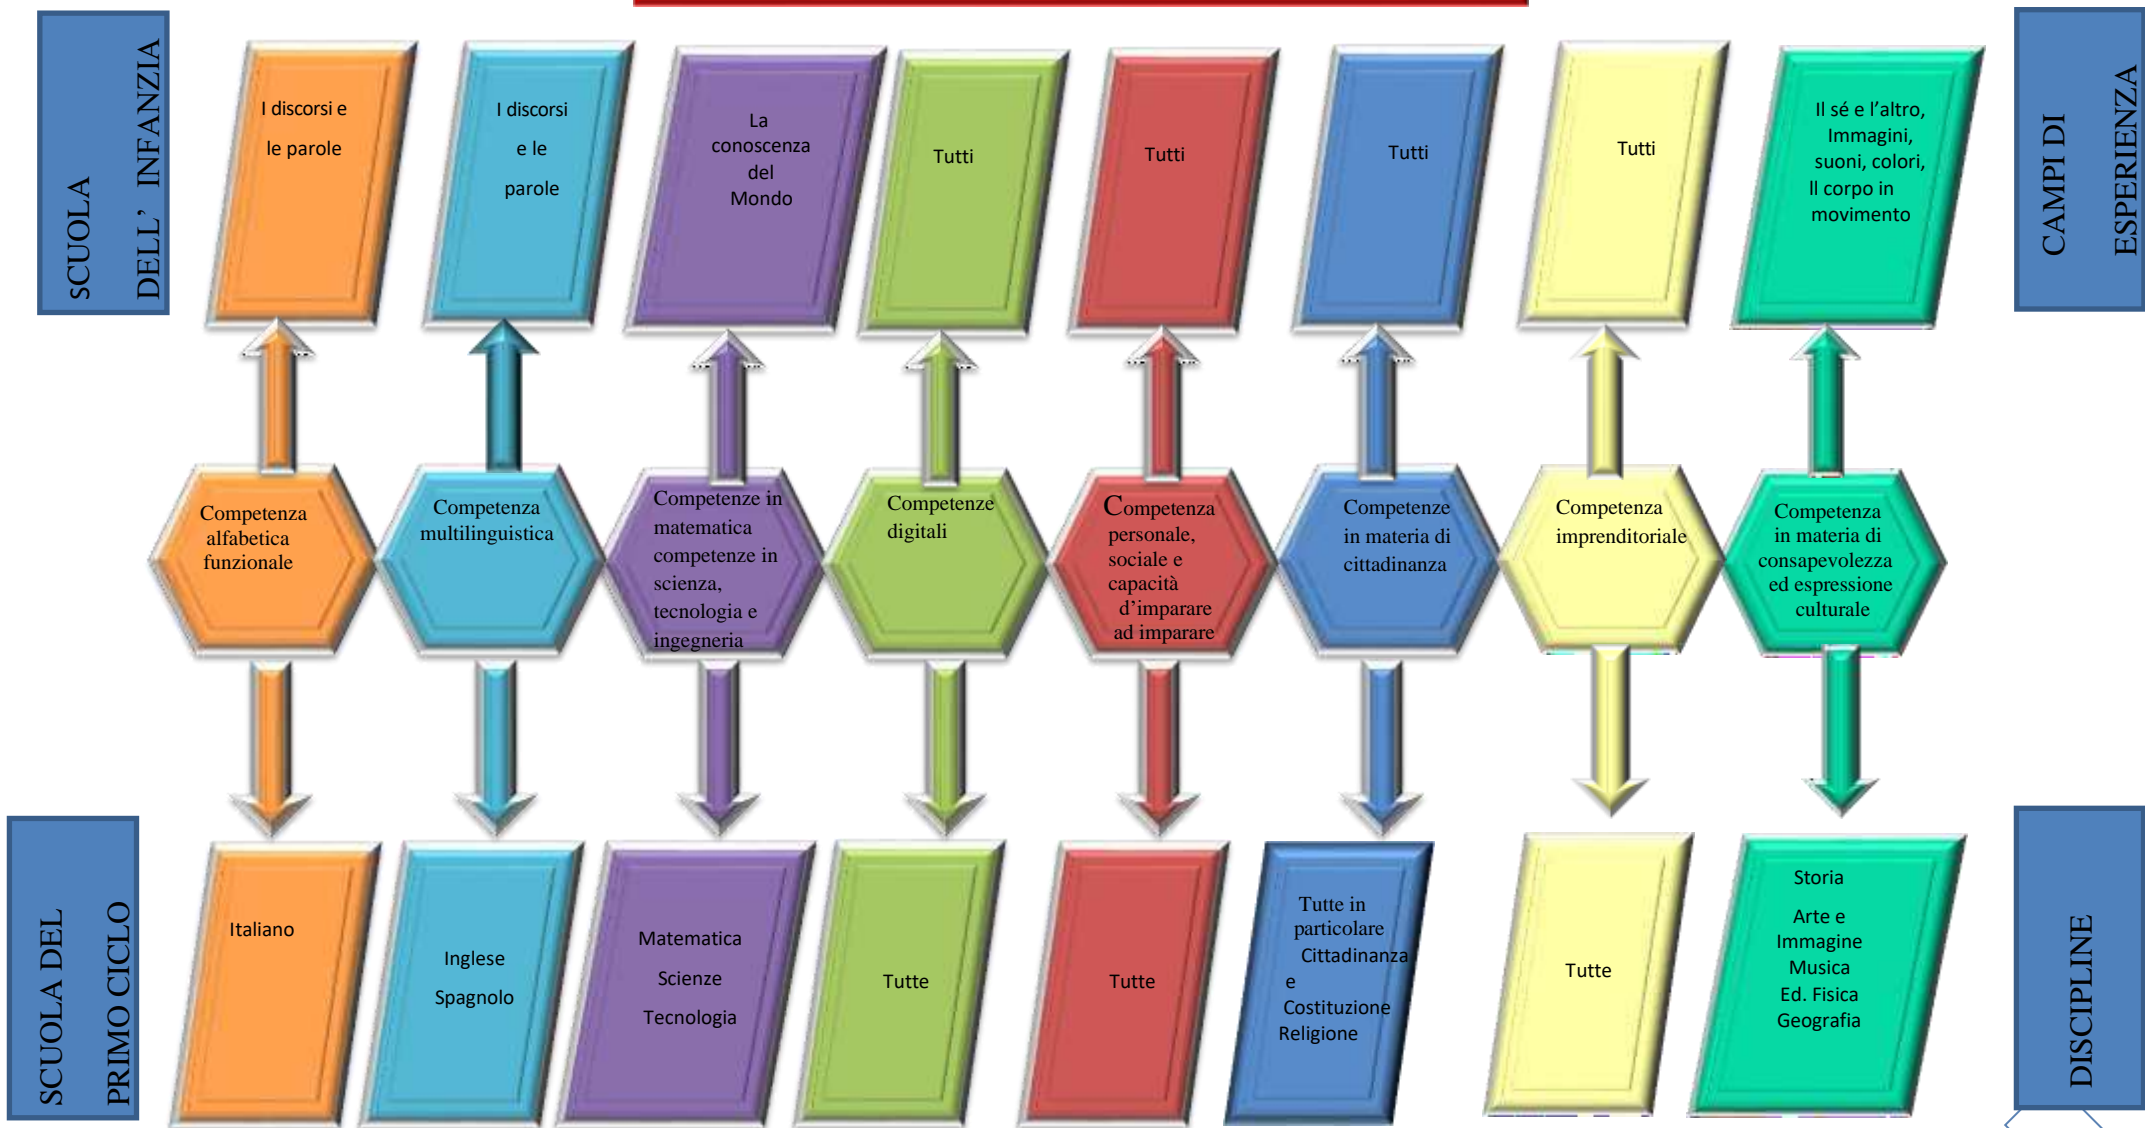 SCUOLA
DELL’ INFANZIA
I discorsi e
le parole
I discorsi
e le
parole
La
conoscenza
del
Mondo
Tutti
Tutti
Tutti
Tutti
Il sé e l’altro,
Immagini,
suoni, colori,
Il corpo in
movimento
CAMPI DI
ESPERIENZA
Competenza
alfabetica
funzionale
Competenza
multilinguistica
Competenze in
matematica
competenze in
scienza,
tecnologia e
ingegneria
Competenze
digitali
Competenza
personale,
sociale e
capacità
d’imparare
ad imparare
Competenze
in materia di
cittadinanza
Competenza
imprenditoriale
Competenza
in materia di
consapevolezza
ed espressione
culturale
SCUOLA DEL
PRIMO CICLO
Italiano
Inglese
Spagnolo
Matematica
Scienze
Tecnologia
Tutte
Tutte
Tutte in
particolare
Cittadinanza
e
Costituzione
Religione
Tutte
Storia
Arte e
Immagine
Musica
Ed. Fisica
Geografia
DISCIPLINE